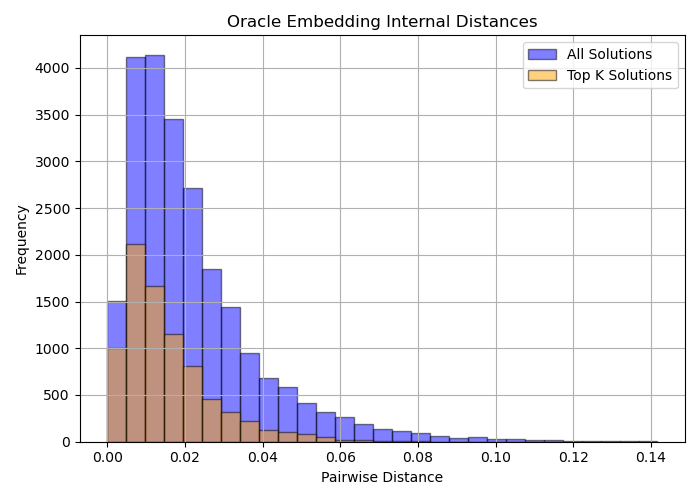 Oracle Embedding Internal Distances
All Solutions
Top K Solutions
4000
3500
3000
2500
2000
1500
1000
500
0
Frequency
0.00 0.02 0.04 0.06 0.08 0.10 0.12 0.14
Pairwise Distance